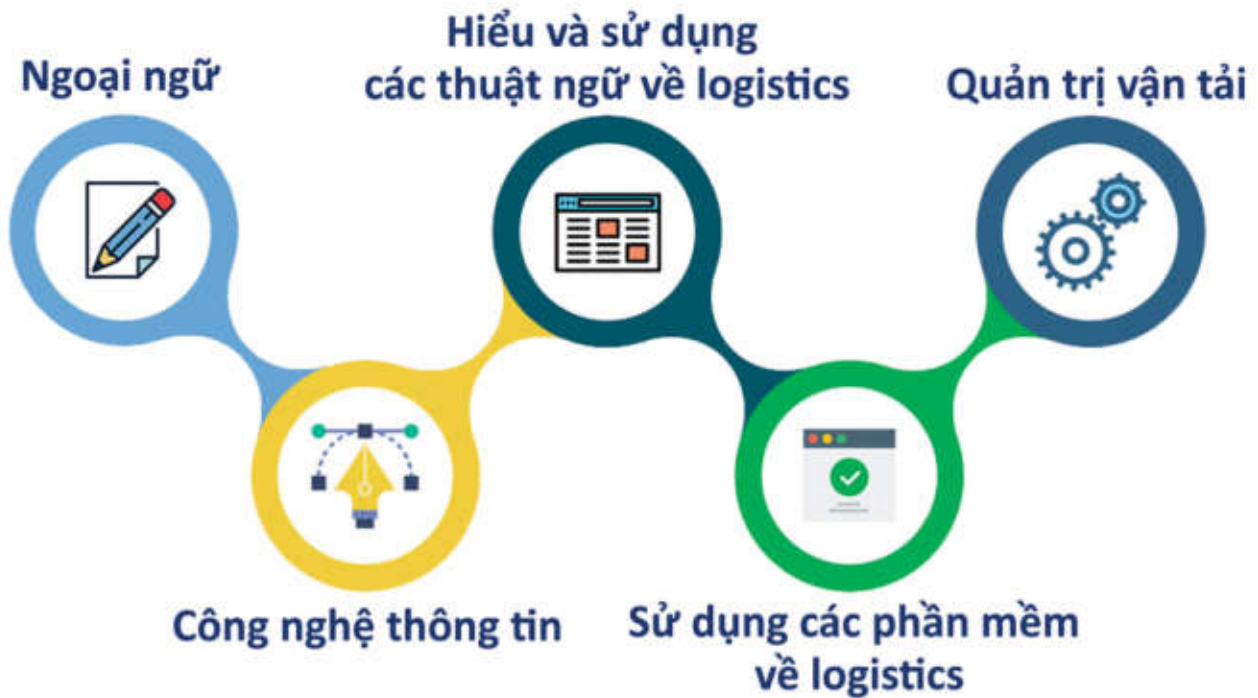 Ngoại ngữ
Hiểu và sử dụng
các thuật ngữ về logistics
Quản trị vận tải
Công nghệ thông tin
Sử dụng các phần mềm
về logistics